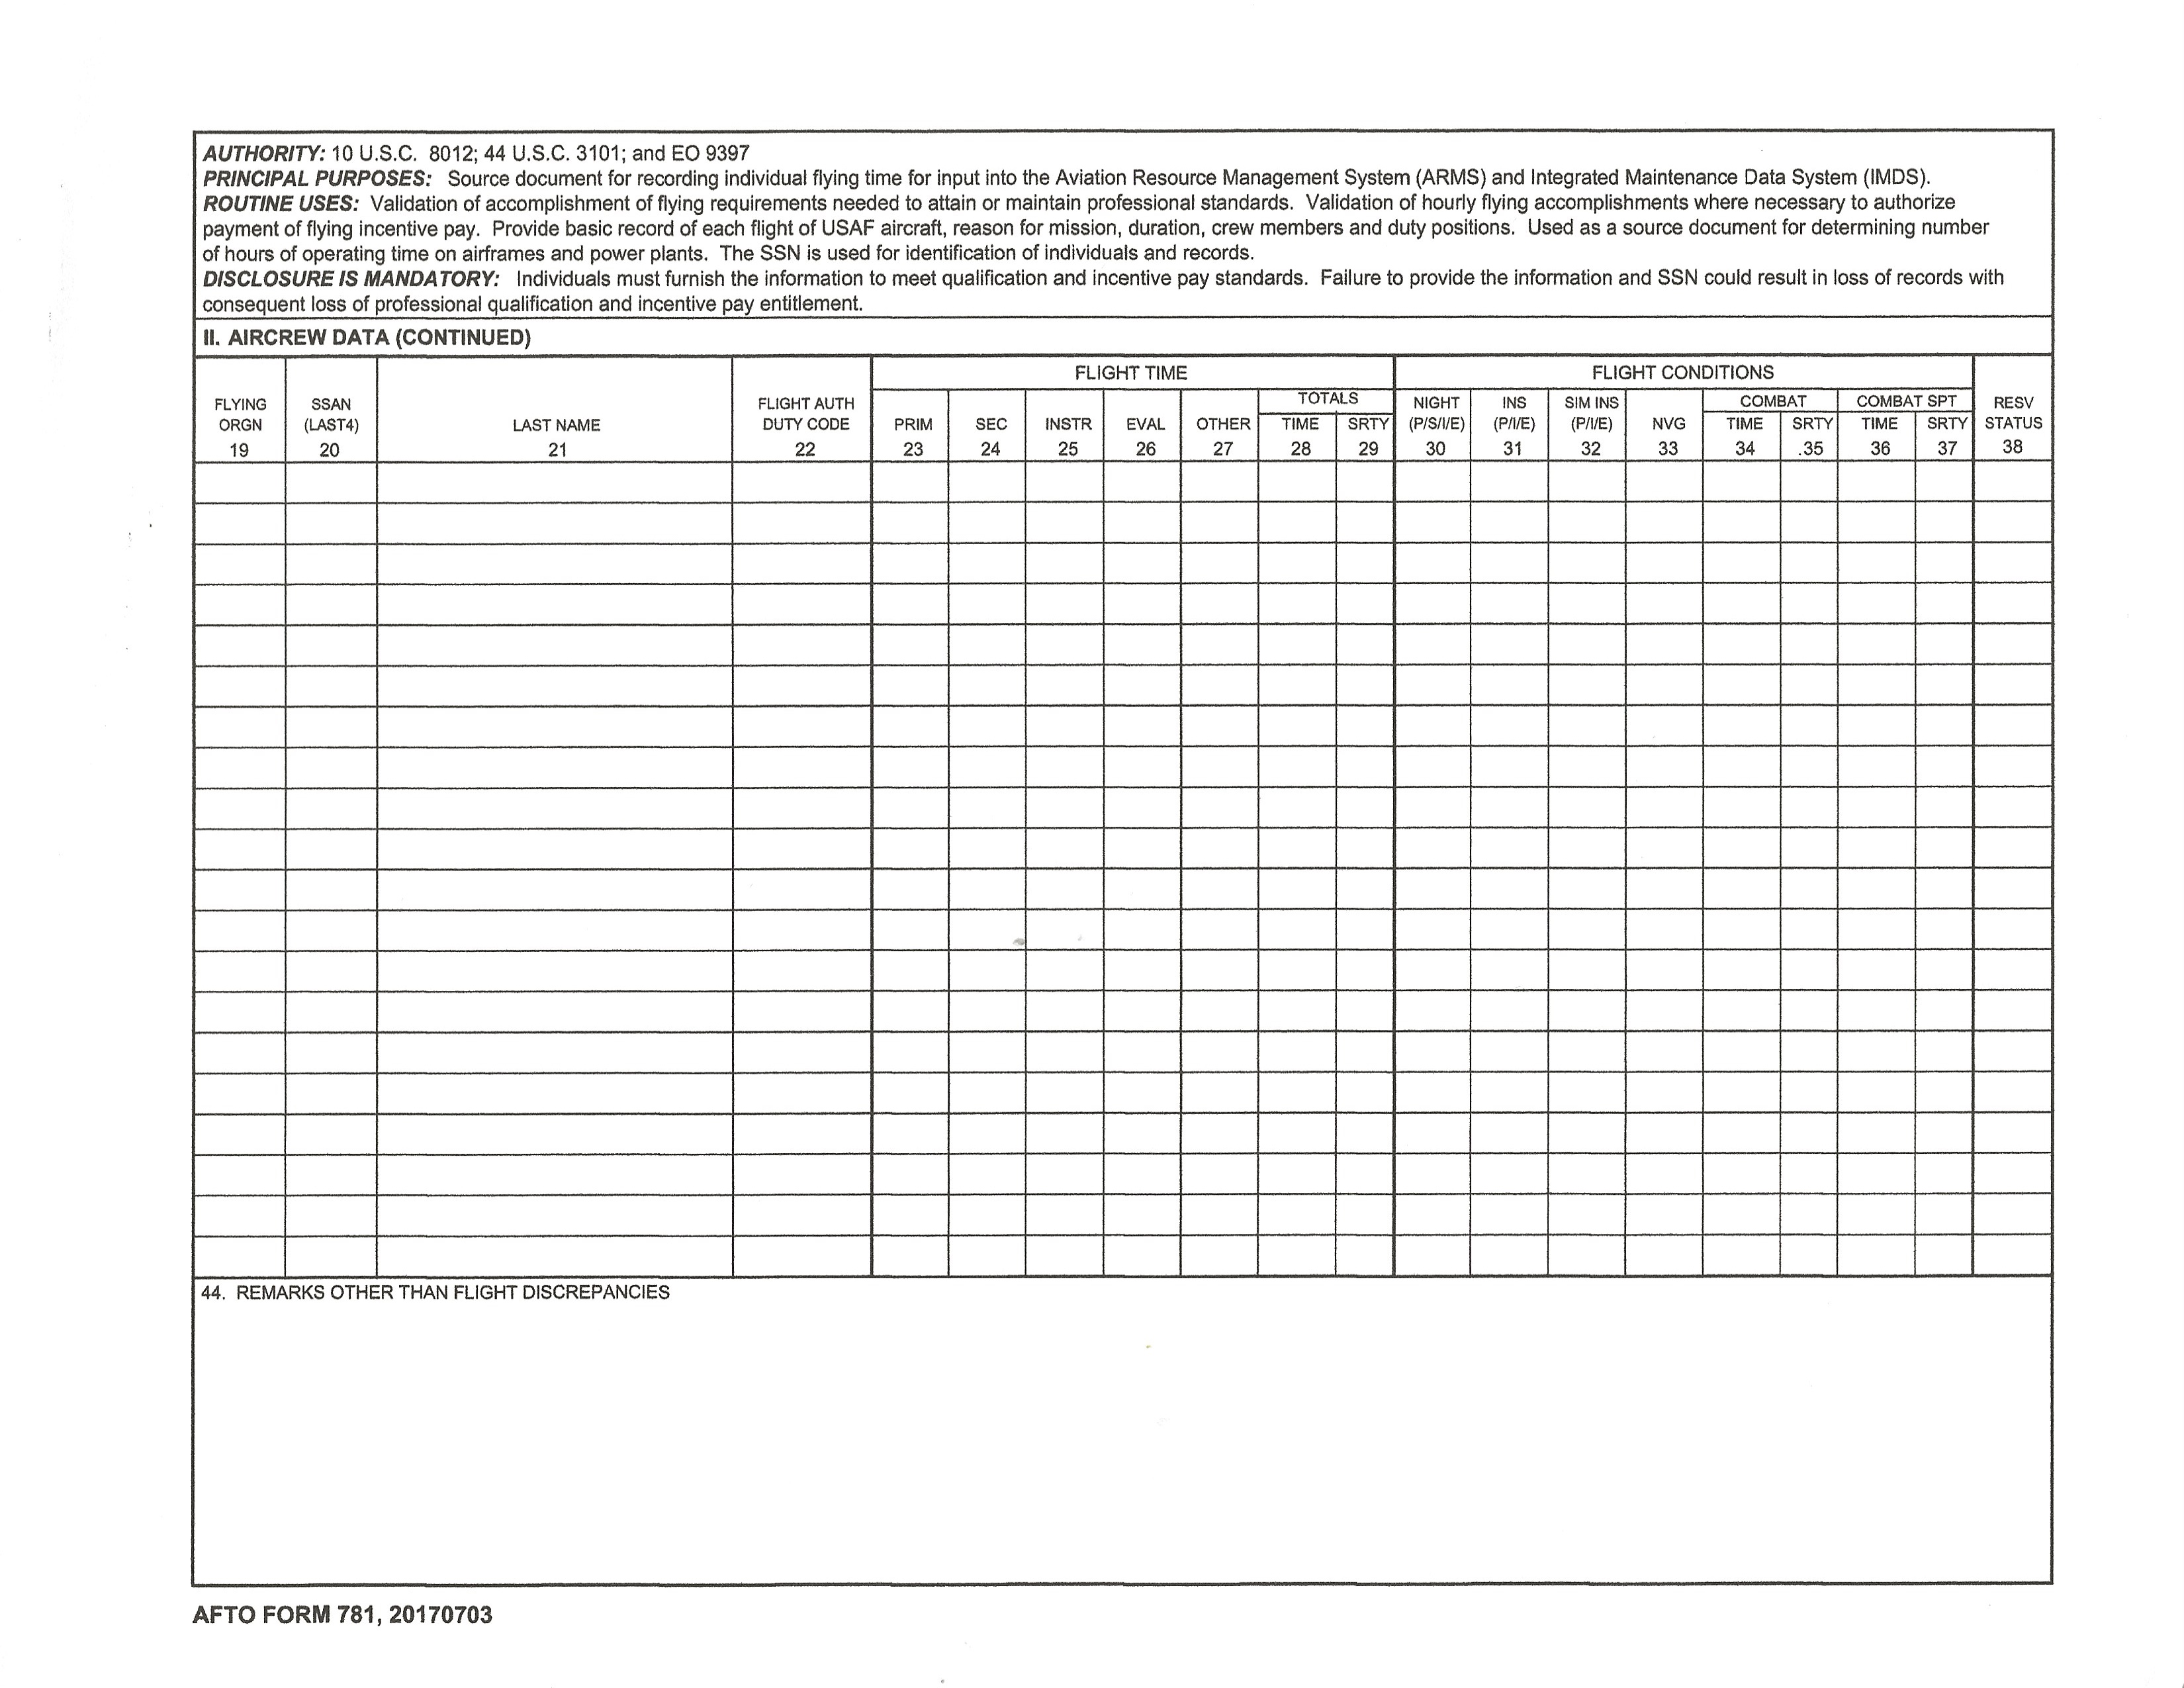 AUTHORITY: 10 U.S.C. 8012; 44 U.S.C. 3101; and EO 9397
PRINCIPAL PURPOSES: Source document for recording individual flying time for input into the Aviation Resource Management System (ARMS) and Integrated Maintenance Data System (IMDS).
ROUTINE USES: Validation of accomplishment of flying requirements needed to attain or maintain professional standards. Validation of hourly flying accomplishments where necessary to authorize
payment of flying incentive pay. Provide basic record of each flight of USAF aircraft, reason for mission, duration, crew members and duty positions. Used as a source document for determining number
of hours of operating time on airframes and power plants. The SSN is used for identification of individuals and records.
DISCLOSURE IS MANDATORY: Individuals must furnish the information to meet qualification and incentive pay standards. Failure to provide the information and SSN could result in loss of records with
consequent loss of professional qualification and incentive pay entitlement.
II. AIRCREW DATA (CONTINUED)
FLIGHT TIME FLIGHT CONDITIONS
TOTALS COMBAT COMBAT SPT
FLYING SSAN FLIGHT AUTH NIGHT INS SIM INS RESV
ORGN (LAST4) LAST NAME DUTY CODE PRIM SEC INSTR EVAL OTHER TIME SRTY (P/S/I/E) (P/I/E) (P/I/E) NVG TIME SRTY TIME SRTY STATUS
19 20 21 22 23 24 25 26 27 28 29 30 31 32 33 34 .35 36 37 38
44. REMARKS OTHER THAN FLIGHT DISCREPANCIES
AFTO FORM 781, 20170703